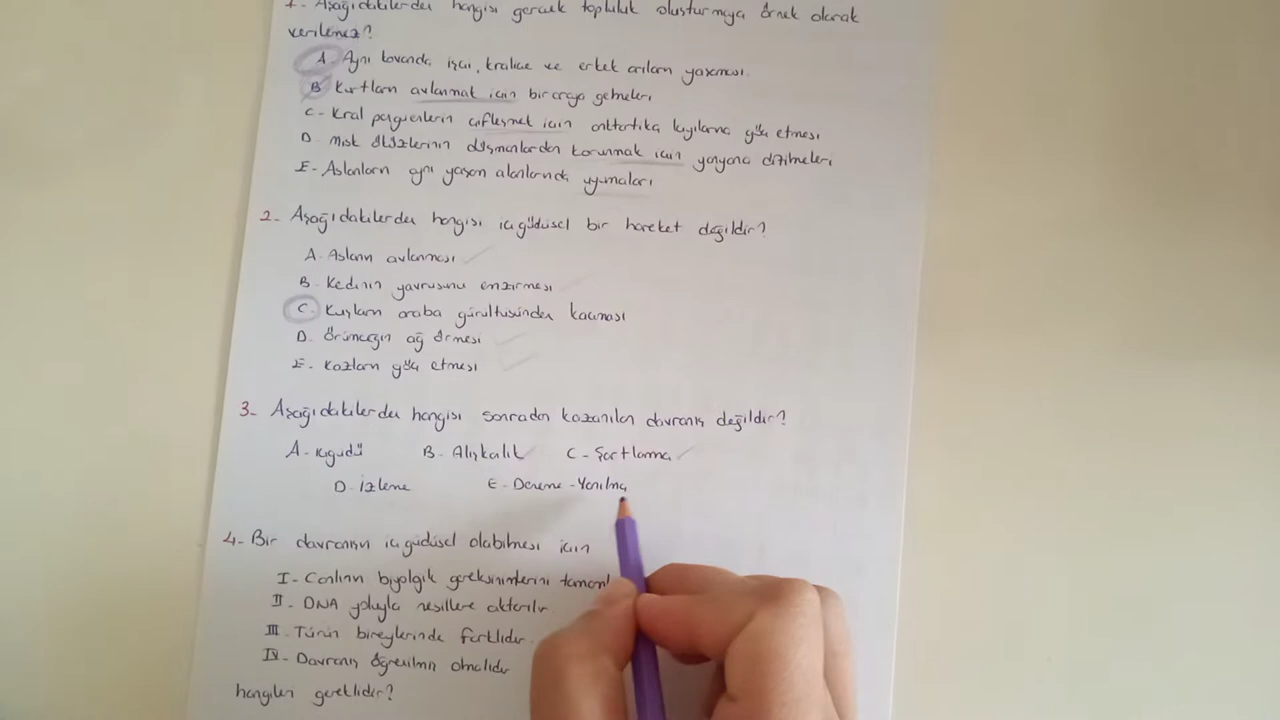 1- Aşağıdakilerden hangisi gerçek topluluk oluşturmaya örnek olarak
verilemez?
A- Aynı kovanda işçi, kraliçe ve erkek arıların yaşaması.
B- Kurtların avlanmak için bir araya gelmeleri
C- Kral penguenlerin çiftleşmek için antartika kıyılarına göç etmesi
D- Misk öküzlerinin düşmanlardan korunmak için yanyana dizilmeleri
E- Aslanların aynı yaşam alanlarında uyumaları
2- Aşağıdakilerden hangisi içgüdüsel bir hareket değildir?
A- Aslanın avlanması
B- Kedinin yavrusunu emzirmesi
C- Kuşların araba gürültüsünden kaçması
D- Örümceğin ağ örmesi
E- Kazların göç etmesi
3- Aşağıdakilerden hangisi sonradan kazanılan davranış değildir?
A- İçgüdü B- Alışkanlık C- Şartlanma
D- İzleme E- Deneme-Yanılma
4- Bir davranışın içgüdüsel olabilmesi için
I- Canlının biyolojik gereksinimlerini
II- DNA yoluyla nesillere aktarılır
III- Türün bireylerinde farklıdır.
IV- Davranış öğrenilmiş olmalıdır
hangileri gereklidir?